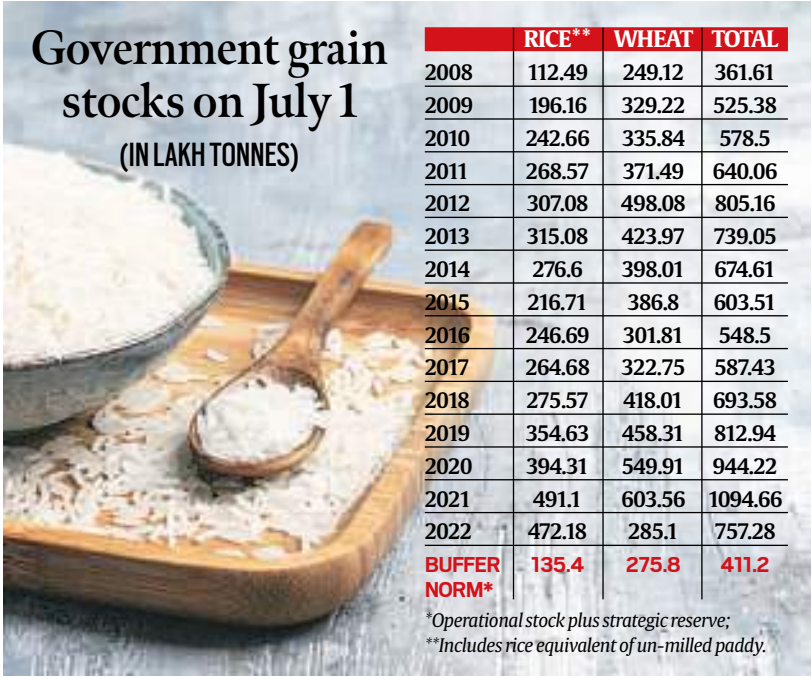 Government grain
stocks on July 1
(IN LAKH TONNES)
RICE** WHEAT TOTAL
2008 112.49 249.12 361.61
2009 196.16 329.22 525.38
2010 242.66 335.84 578.5
2011 268.57 371.49 640.06
2012 307.08 498.08 805.16
2013 315.08 423.97 739.05
2014 276.6 398.01 674.61
2015 216.71 386.8 603.51
2016 246.69 301.81 548.5
2017 264.68 322.75 587.43
2018 275.57 418.01 693.58
2019 354.63 458.31 812.94
2020 394.31 549.91 944.22
2021 491.1 603.56 1094.66
2022 472.18 285.1 757.28
BUFFER 135.4 275.8 411.2
NORM*
*Operational stock plus strategic reserve;
**Includes rice equivalent of un-milled paddy.